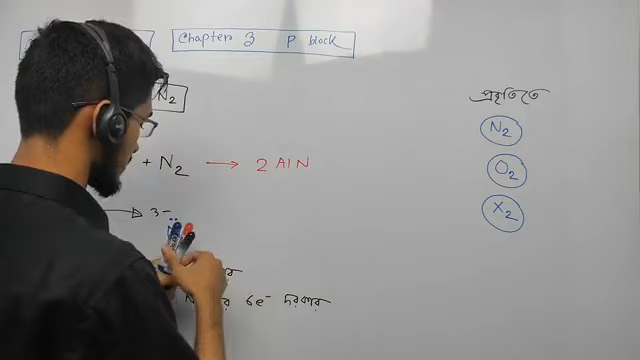 Chapter 3 P block
N2
+ N2 → 2 AlN
3-
6e⁻ দরকার
প্রকৃতিতে
N2
O2
X2